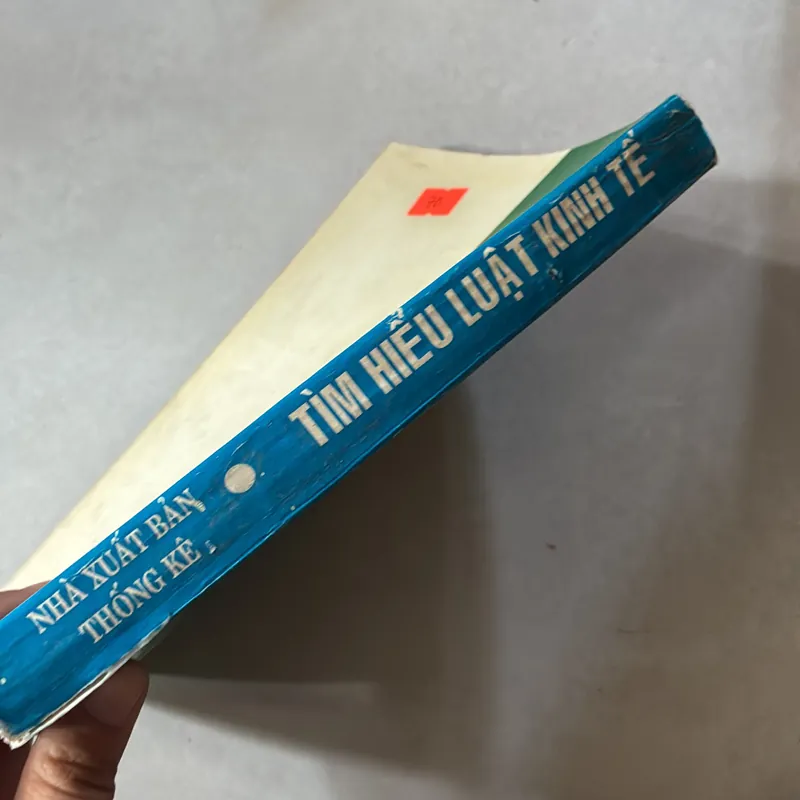 TÌM HIỂU LUẬT KINH TẾ
NHÀ XUẤT BẢN
THỐNG KÊ